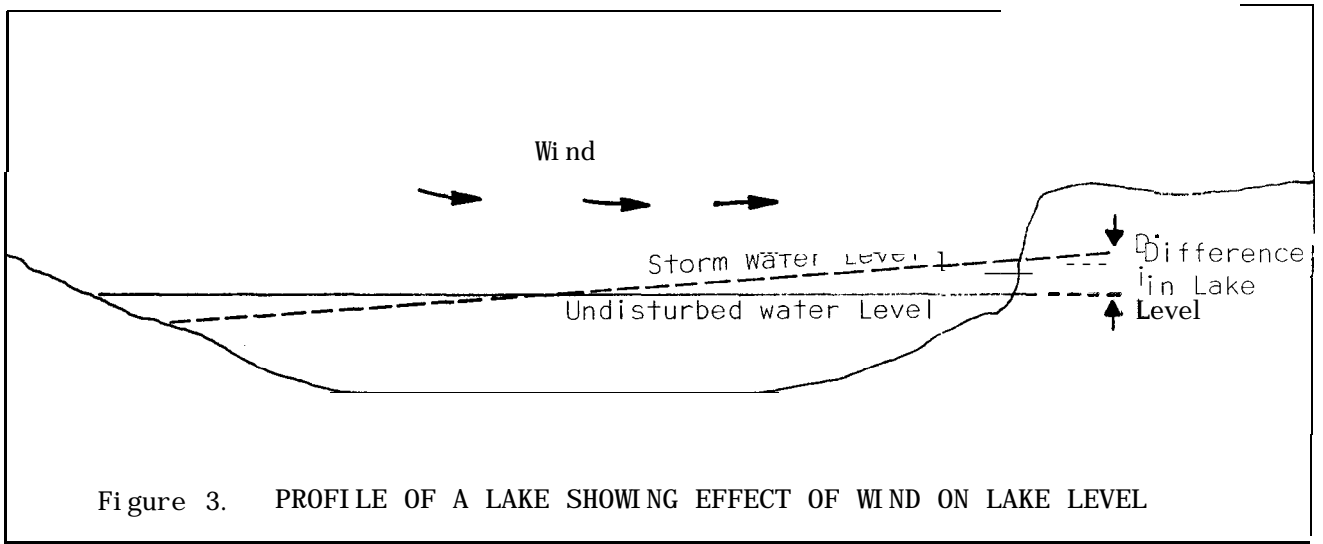 Wind
Storm Water Level
Difference
in Lake
Level
Undisturbed water Level
Figure 3. PROFILE OF A LAKE SHOWING EFFECT OF WIND ON LAKE LEVEL